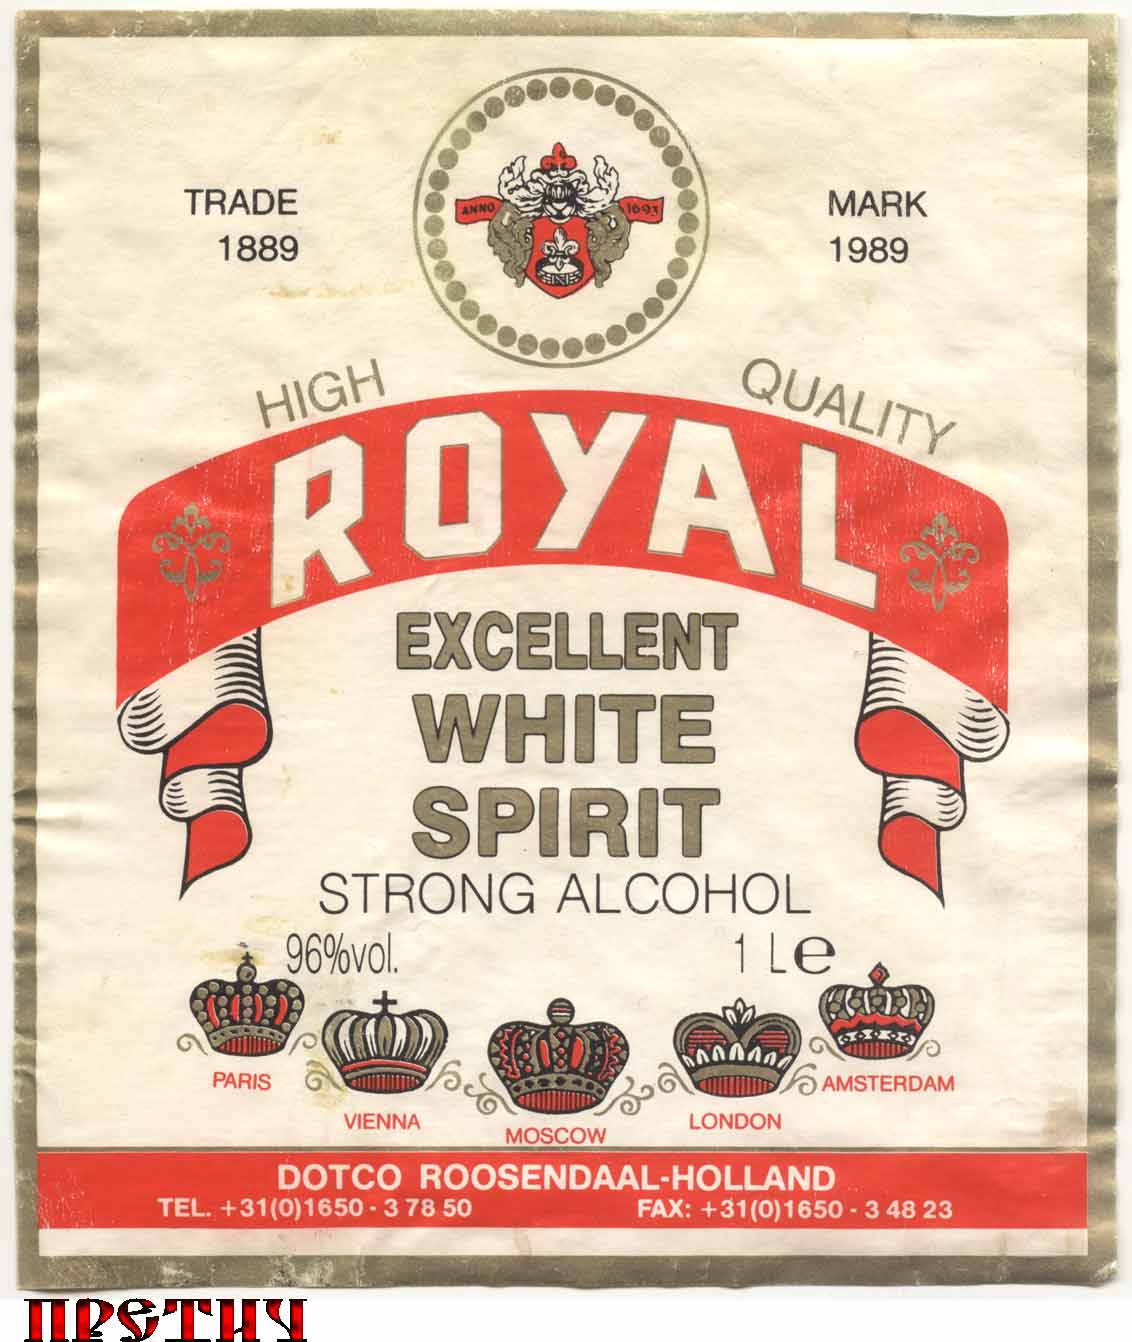 TRADE
1889
MARK
1989
ANNO 1693
HIGH QUALITY
ROYAL
EXCELLENT
WHITE
SPIRIT
STRONG ALCOHOL
96%vol. 1 L e
PARIS
VIENNA
MOSCOW
LONDON
AMSTERDAM
DOTCO ROOSENDAAL-HOLLAND
TEL. +31(0)1650 - 3 78 50 FAX: +31(0)1650 - 3 48 23
ПРЕТИЧ